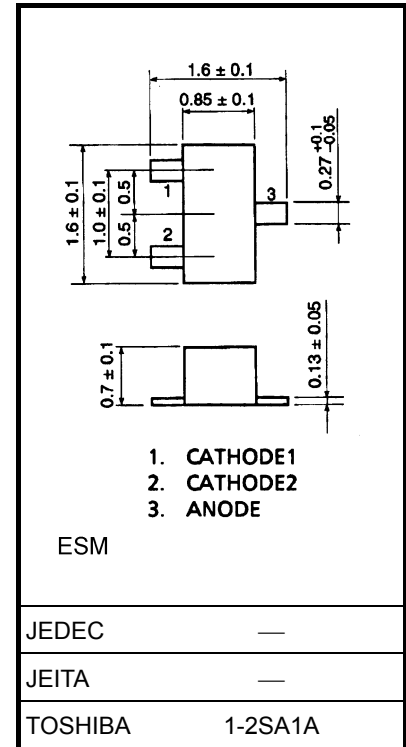 1.6 ± 0.1
0.85 ± 0.1
1.6 ± 0.1
1.0 ± 0.1
0.5
0.5
1
2
3
0.27 +0.1 -0.05
0.7 ± 0.1
0.13 ± 0.05
1. CATHODE1
2. CATHODE2
3. ANODE
ESM
JEDEC —
JEITA —
TOSHIBA 1-2SA1A